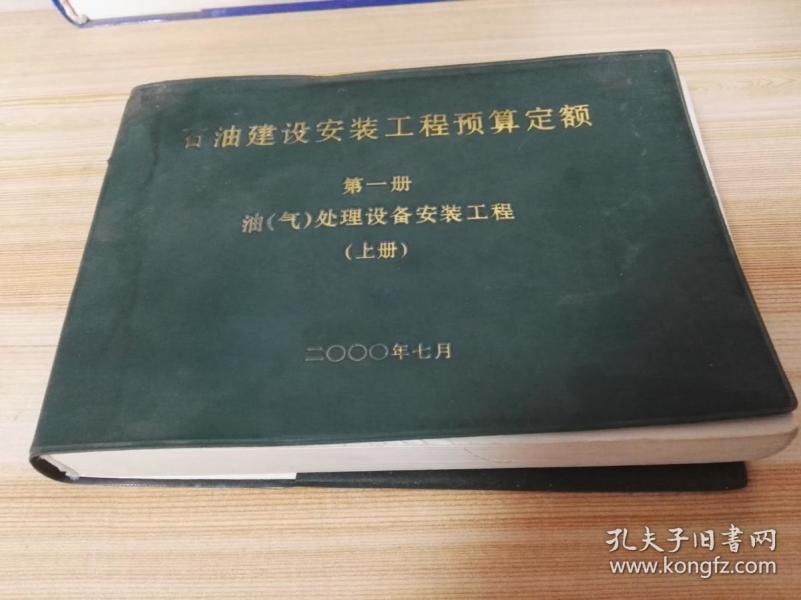 石油建设安装工程预算定额
第一册
油(气)处理设备安装工程
(上册)
二〇〇〇年七月
孔夫子旧书网
www.kongfz.com